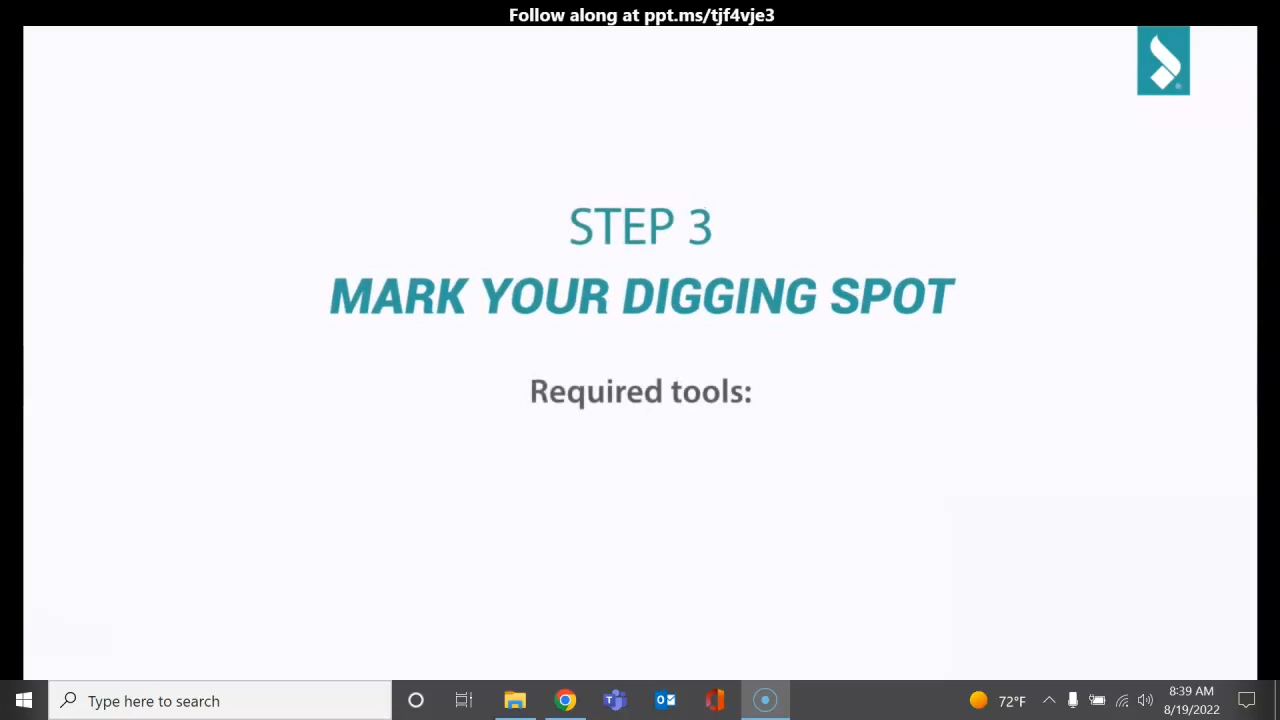 Follow along at ppt.ms/tjf4vje3
STEP 3
MARK YOUR DIGGING SPOT
Required tools:
Type here to search
72°F
8:39 AM
8/19/2022